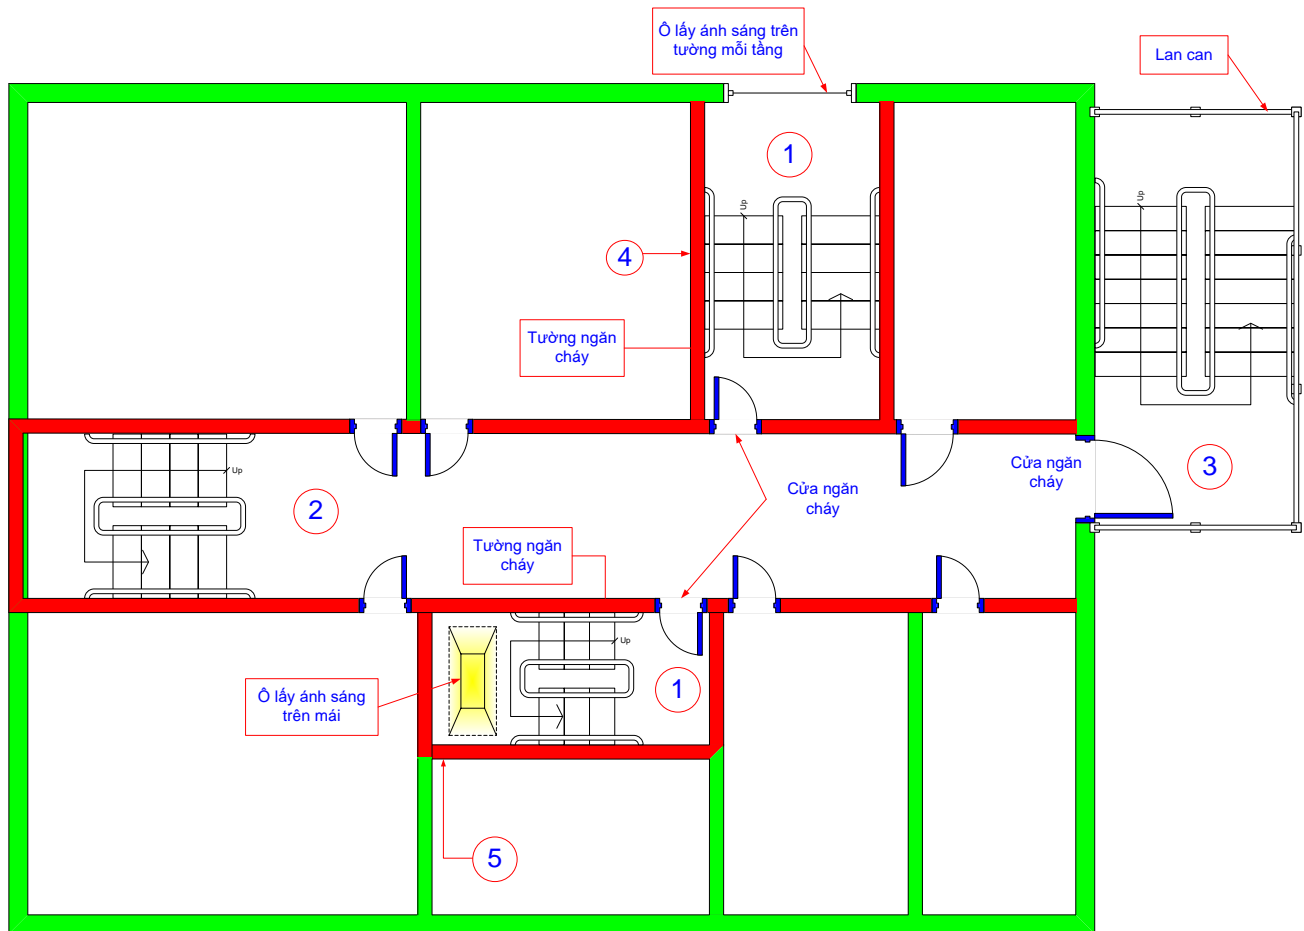 Ô lấy ánh sáng trên
tường mỗi tầng
Lan can
1
Up
Up
4
Tường ngăn
cháy
Cửa ngăn
cháy
3
Up
2
Cửa ngăn
cháy
Tường ngăn
cháy
Up
1
Ô lấy ánh sáng
trên mái
5